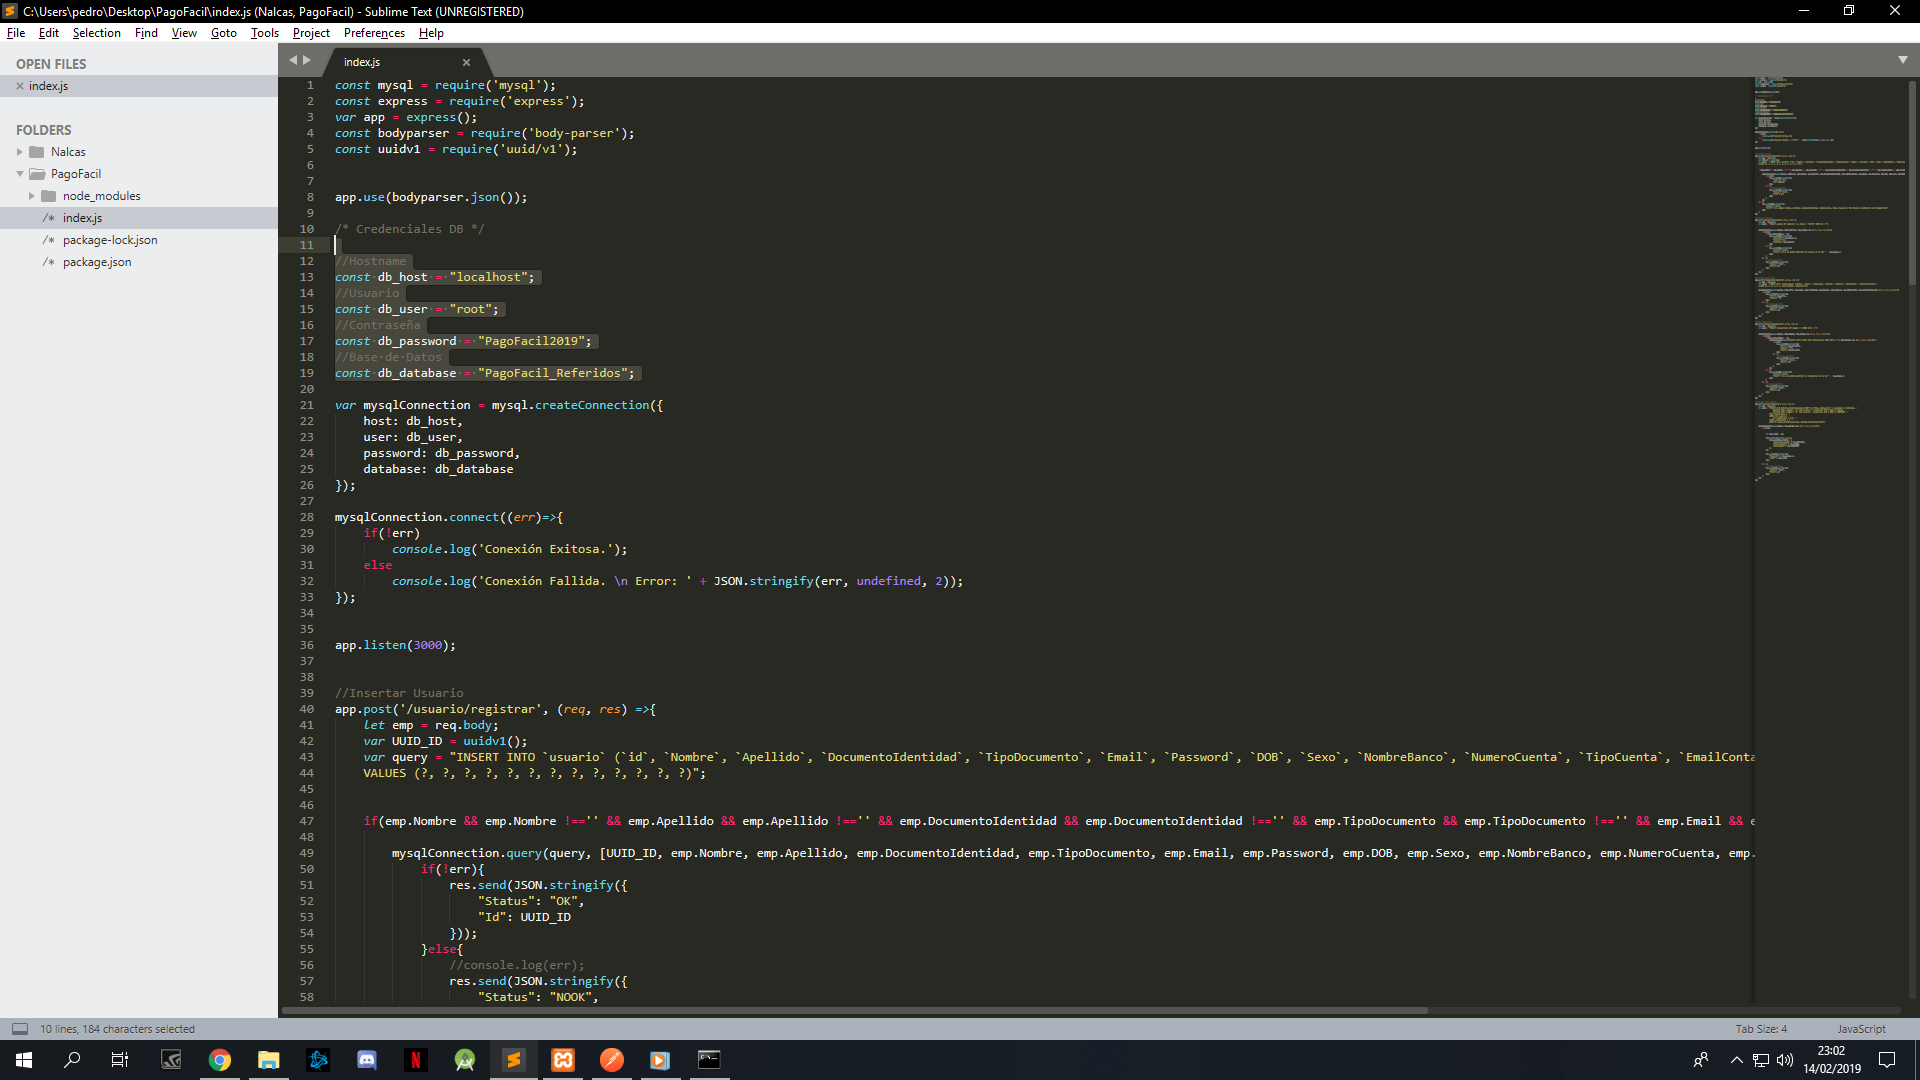 C:\Users\pedro\Desktop\PagoFacil\index.js (Nalcas, PagoFacil) - Sublime Text (UNREGISTERED)
File Edit Selection Find View Goto Tools Project Preferences Help
OPEN FILES
index.js
FOLDERS
Nalcas
PagoFacil
node_modules
/* index.js
/* package-lock.json
/* package.json
index.js
1 const mysql = require('mysql');
2 const express = require('express');
3 var app = express();
4 const bodyparser = require('body-parser');
5 const uuidv1 = require('uuid/v1');
6
7
8 app.use(bodyparser.json());
9
10 /* Credenciales DB */
11
12 //Hostname
13 const db_host = "localhost";
14 //Usuario
15 const db_user = "root";
16 //Contraseña
17 const db_password = "PagoFacil2019";
18 //Base de Datos
19 const db_database = "PagoFacil_Referidos";
20
21 var mysqlConnection = mysql.createConnection({
22 host: db_host,
23 user: db_user,
24 password: db_password,
25 database: db_database
26 });
27
28 mysqlConnection.connect((err)=>{
29 if(!err)
30 console.log('Conexión Exitosa.');
31 else
32 console.log('Conexión Fallida. \n Error: ' + JSON.stringify(err, undefined, 2));
33 });
34
35
36 app.listen(3000);
37
38
39 //Insertar Usuario
40 app.post('/usuario/registrar', (req, res) =>{
41 let emp = req.body;
42 var UUID_ID = uuidv1();
43 var query = "INSERT INTO `usuario` (`id`, `Nombre`, `Apellido`, `DocumentoIdentidad`, `TipoDocumento`, `Email`, `Password`, `DOB`, `Sexo`, `NombreBanco`, `NumeroCuenta`, `TipoCuenta`, `EmailConta
44 VALUES (?, ?, ?, ?, ?, ?, ?, ?, ?, ?, ?, ?, ?)";
45
46
47 if(emp.Nombre && emp.Nombre !=='' && emp.Apellido && emp.Apellido !=='' && emp.DocumentoIdentidad && emp.DocumentoIdentidad !=='' && emp.TipoDocumento && emp.TipoDocumento !=='' && emp.Email && e
48
49 mysqlConnection.query(query, [UUID_ID, emp.Nombre, emp.Apellido, emp.DocumentoIdentidad, emp.TipoDocumento, emp.Email, emp.Password, emp.DOB, emp.Sexo, emp.NombreBanco, emp.NumeroCuenta, emp.
50 if(!err){
51 res.send(JSON.stringify({
52 "Status": "OK",
53 "Id": UUID_ID
54 }));
55 }else{
56 //console.log(err);
57 res.send(JSON.stringify({
58 "Status": "NOOK",
10 lines, 184 characters selected
Tab Size: 4 JavaScript
23:02
14/02/2019